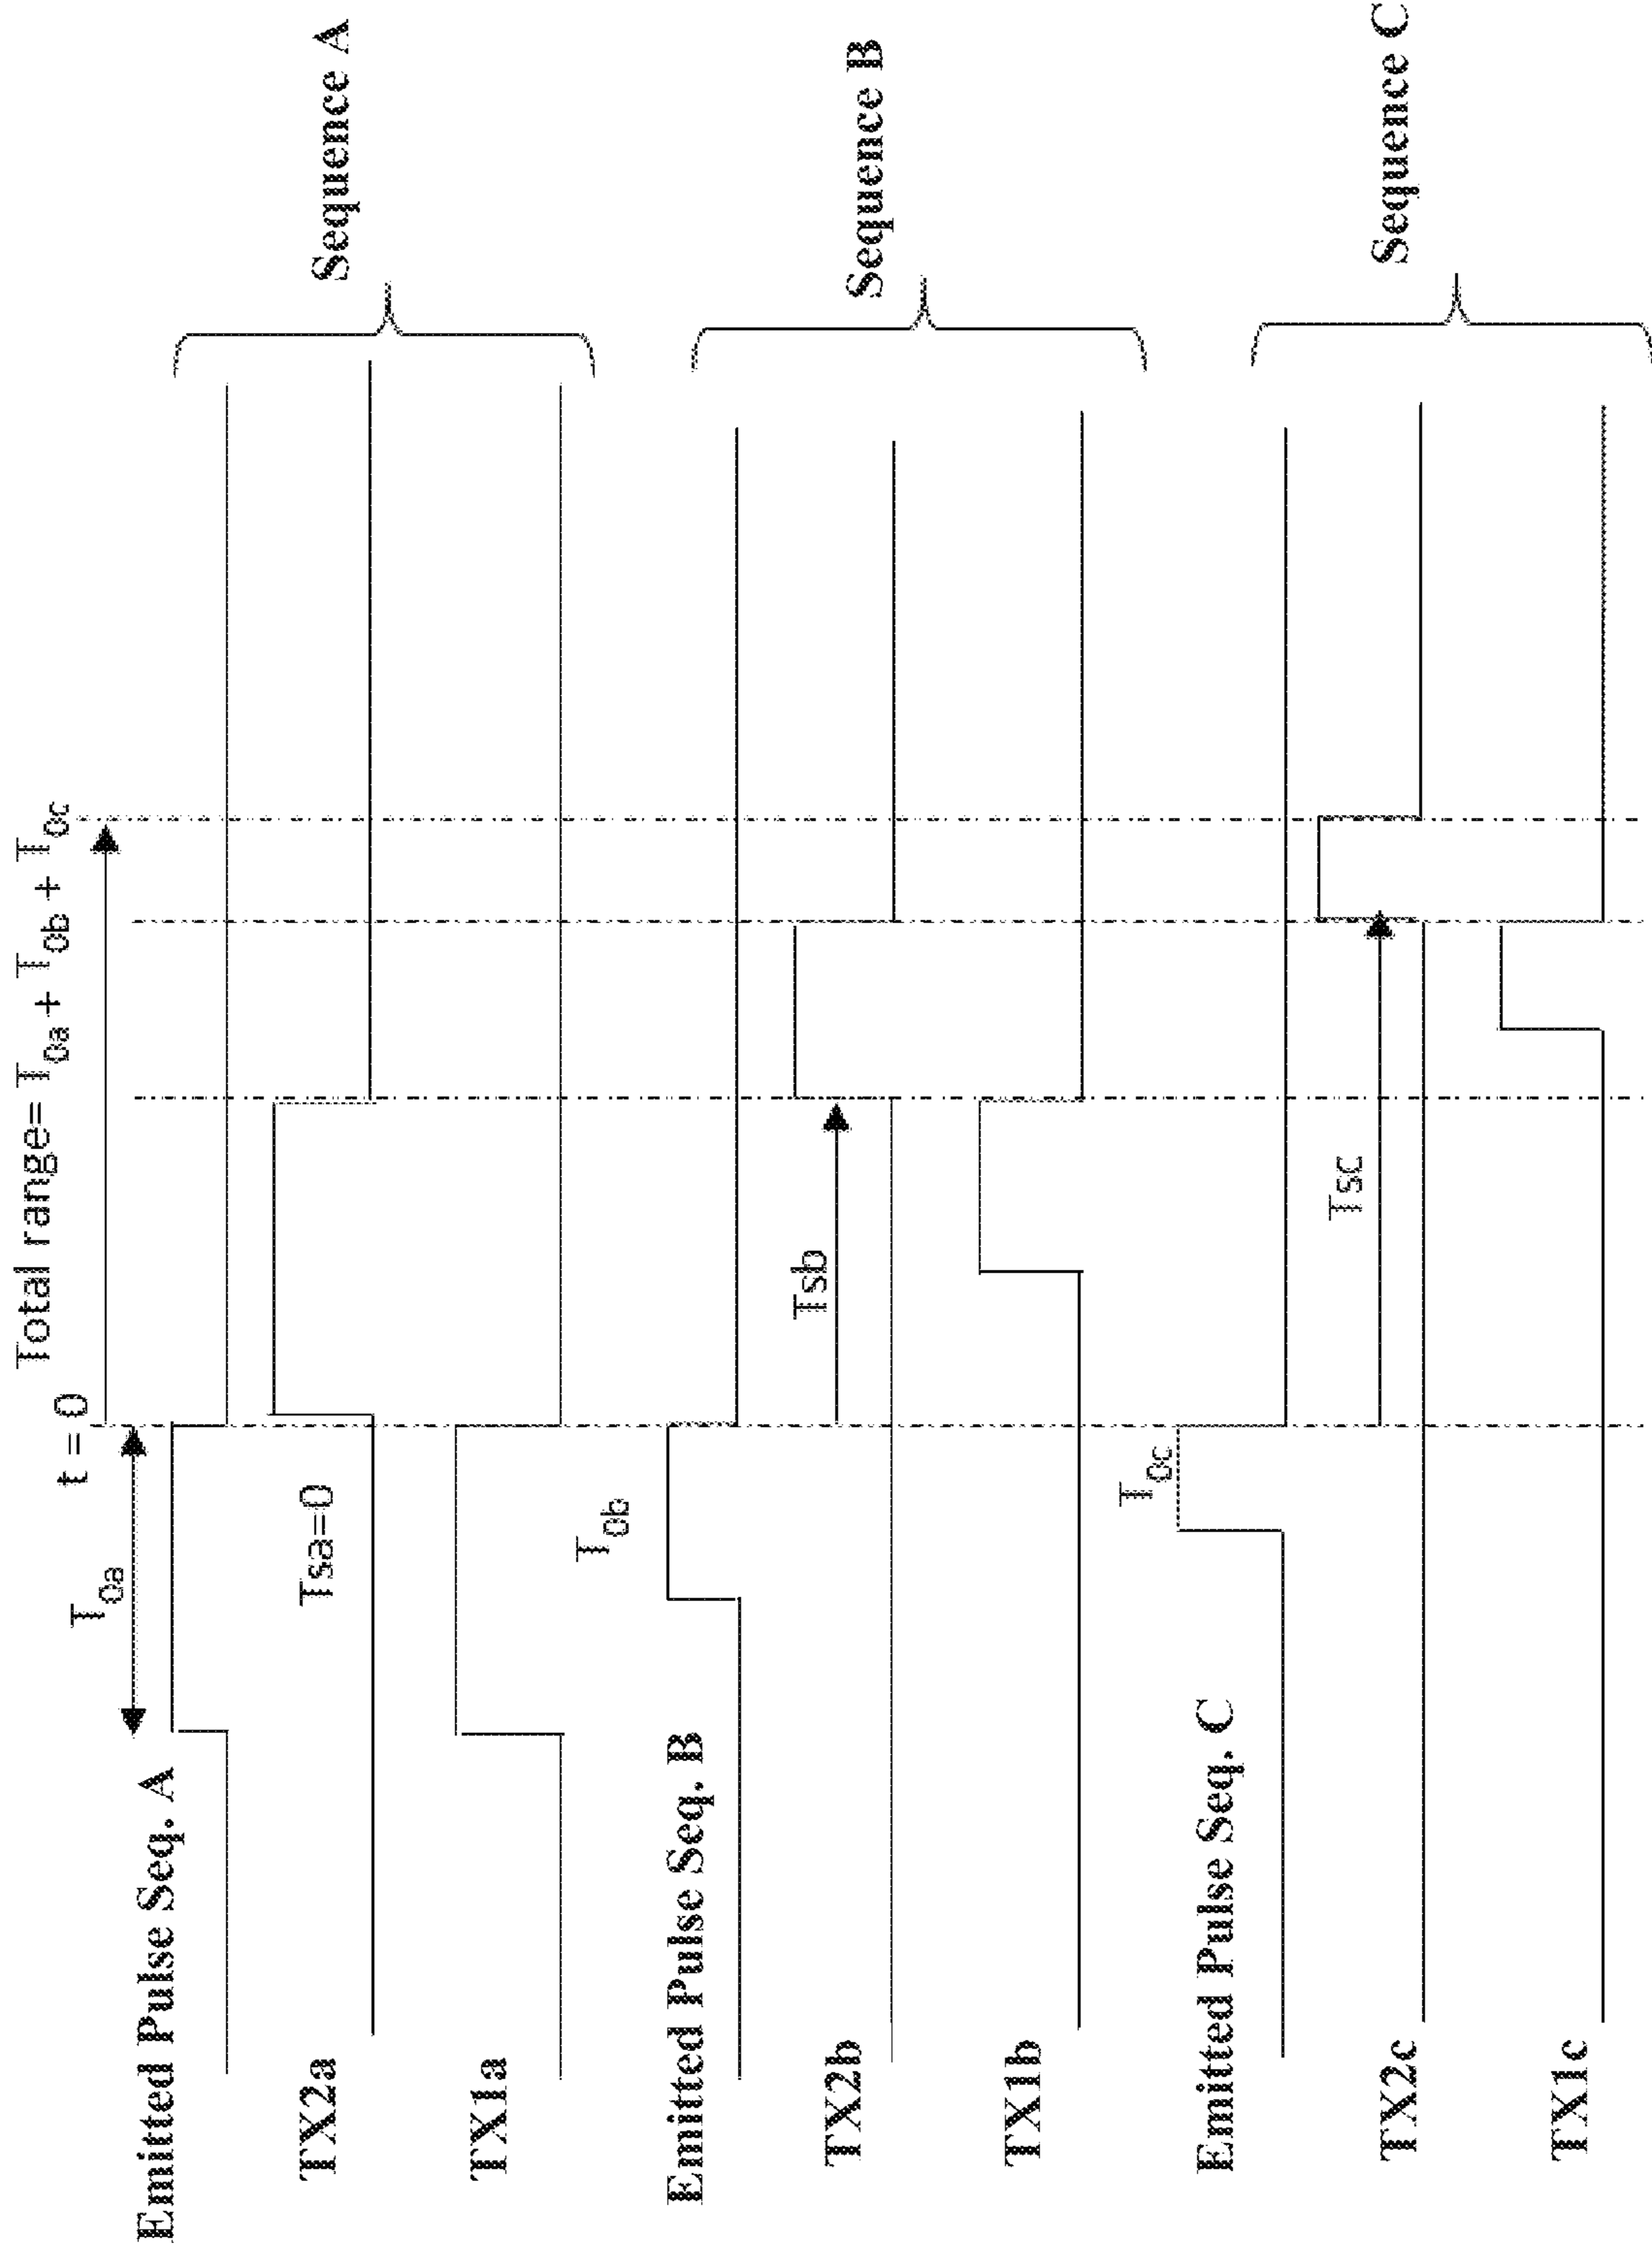 Total range= T0a + T0b + T0c
T0a
t = 0
Emitted Pulse Seq. A
TX2a
Tsa=0
TX1a
Sequence A
T0b
Emitted Pulse Seq. B
TX2b
Tsb
TX1b
Sequence B
T0c
Emitted Pulse Seq. C
TX2c
Tsc
TX1c
Sequence C